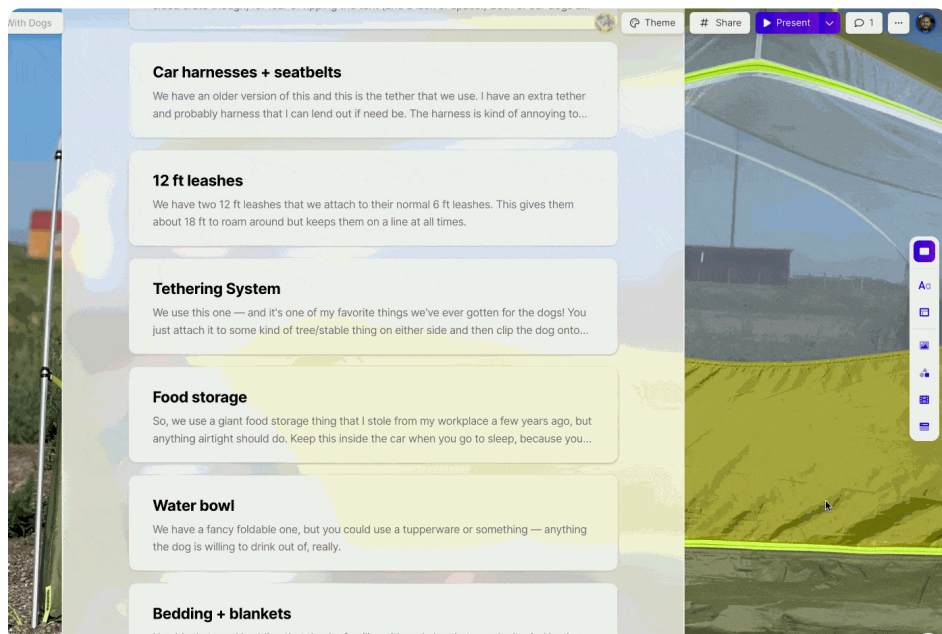 With Dogs
Theme
# Share
Present
1
Car harnesses + seatbelts
We have an older version of this and this is the tether that we use. I have an extra tether
and probably harness that I can lend out if need be. The harness is kind of annoying to...
12 ft leashes
We have two 12 ft leashes that we attach to their normal 6 ft leashes. This gives them
about 18 ft to roam around but keeps them on a line at all times.
Tethering System
We use this one — and it's one of my favorite things we've ever gotten for the dogs! You
just attach it to some kind of tree/stable thing on either side and then clip the dog onto...
Aa
Food storage
So, we use a giant food storage thing that I stole from my workplace a few years ago, but
anything airtight should do. Keep this inside the car when you go to sleep, because you...
Water bowl
We have a fancy foldable one, but you could use a tupperware or something — anything
the dog is willing to drink out of, really.
Bedding + blankets